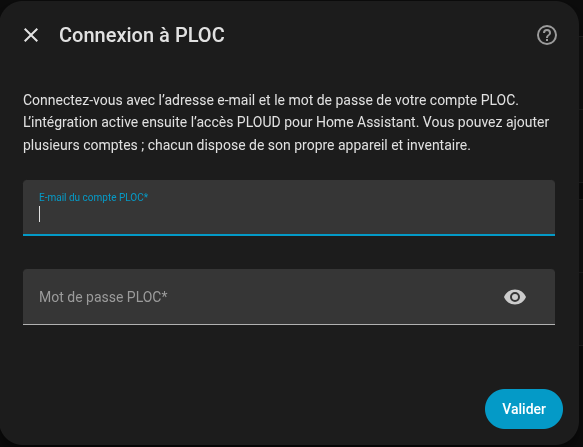 Connexion à PLOC
Connectez-vous avec l’adresse e-mail et le mot de passe de votre compte PLOC.
L’intégration active ensuite l’accès PLOUD pour Home Assistant. Vous pouvez ajouter
plusieurs comptes ; chacun dispose de son propre appareil et inventaire.
E-mail du compte PLOC*
Mot de passe PLOC*
Valider